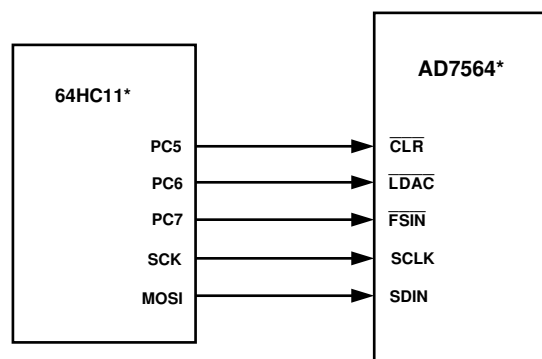 64HC11*
AD7564*
PC5
CLR
PC6
LDAC
PC7
FSIN
SCK
SCLK
MOSI
SDIN